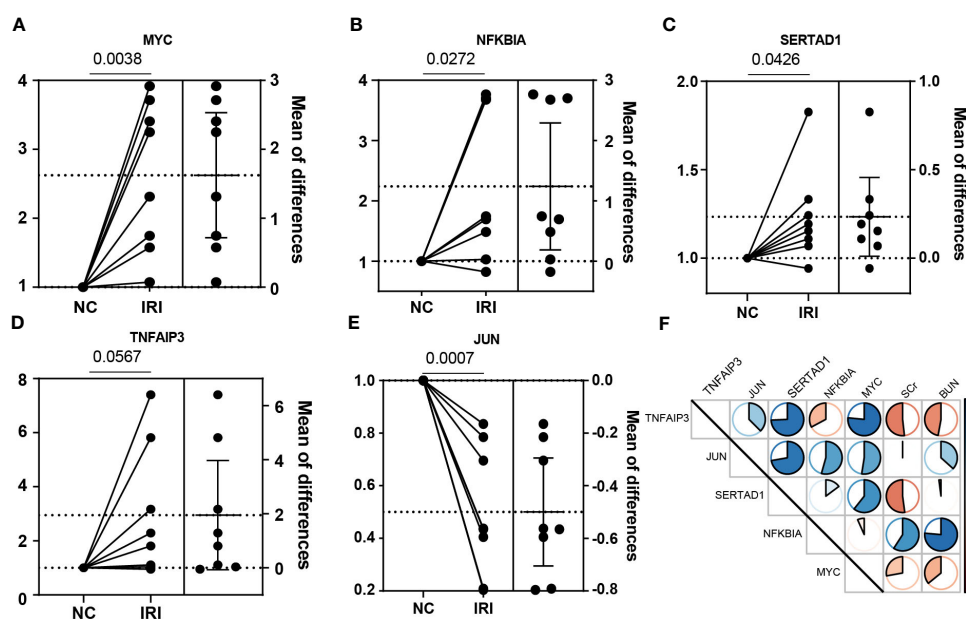 A
MYC
0.0038
4
3
2
1
3
2
1
0
Mean of differences
NC
IRI
B
NFKBIA
0.0272
4
3
2
1
3
2
1
0
Mean of differences
NC
IRI
C
SERTAD1
0.0426
2.0
1.5
1.0
1.0
0.5
0.0
Mean of differences
NC
IRI
D
TNFAIP3
0.0567
8
6
4
2
0
6
4
2
0
Mean of differences
NC
IRI
E
JUN
0.0007
1.0
0.8
0.6
0.4
0.2
0.0
-0.2
-0.4
-0.6
-0.8
Mean of differences
NC
IRI
F
TNFAIP3
JUN
SERTAD1
NFKBIA
MYC
SCr
BUN
TNFAIP3
JUN
SERTAD1
NFKBIA
MYC